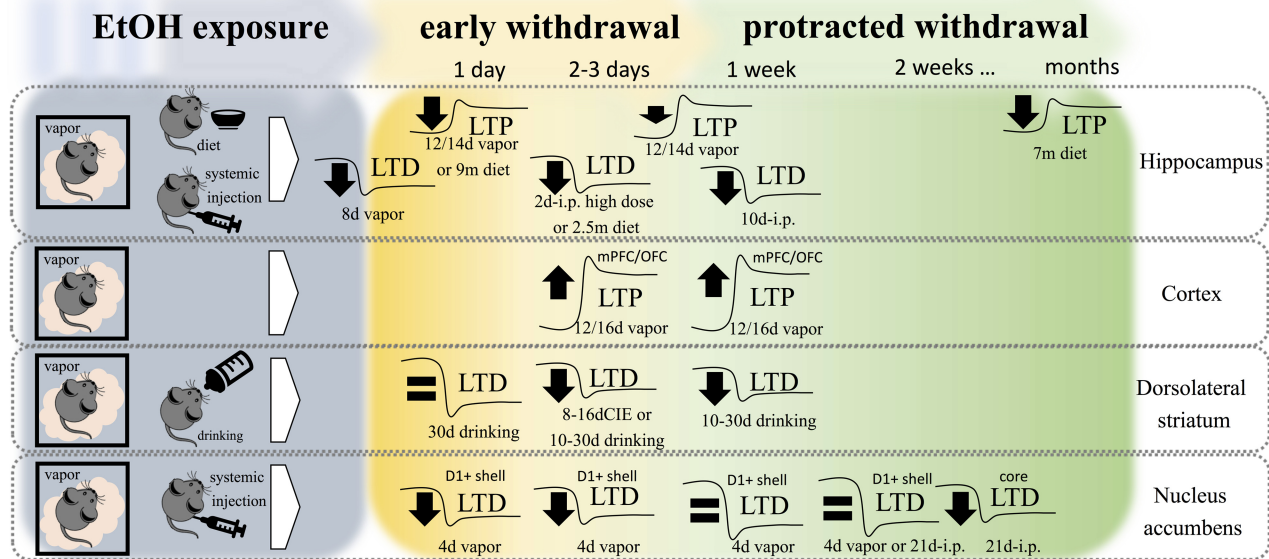 EtOH exposure
early withdrawal
protracted withdrawal
1 day
2-3 days
1 week
2 weeks ...
months
vapor
diet
systemic
injection
LTD
8d vapor
LTP
12/14d vapor
or 9m diet
LTD
2d-i.p. high dose
or 2.5m diet
LTP
12/14d vapor
LTD
10d-i.p.
LTP
7m diet
Hippocampus
vapor
mPFC/OFC
LTP
12/16d vapor
mPFC/OFC
LTP
12/16d vapor
Cortex
vapor
drinking
LTD
30d drinking
LTD
8-16dCIE or
10-30d drinking
LTD
10-30d drinking
Dorsolateral
striatum
vapor
systemic
injection
D1+ shell
LTD
4d vapor
D1+ shell
LTD
4d vapor
D1+ shell
LTD
4d vapor
D1+ shell
LTD
4d vapor or 21d-i.p.
core
LTD
21d-i.p.
Nucleus
accumbens